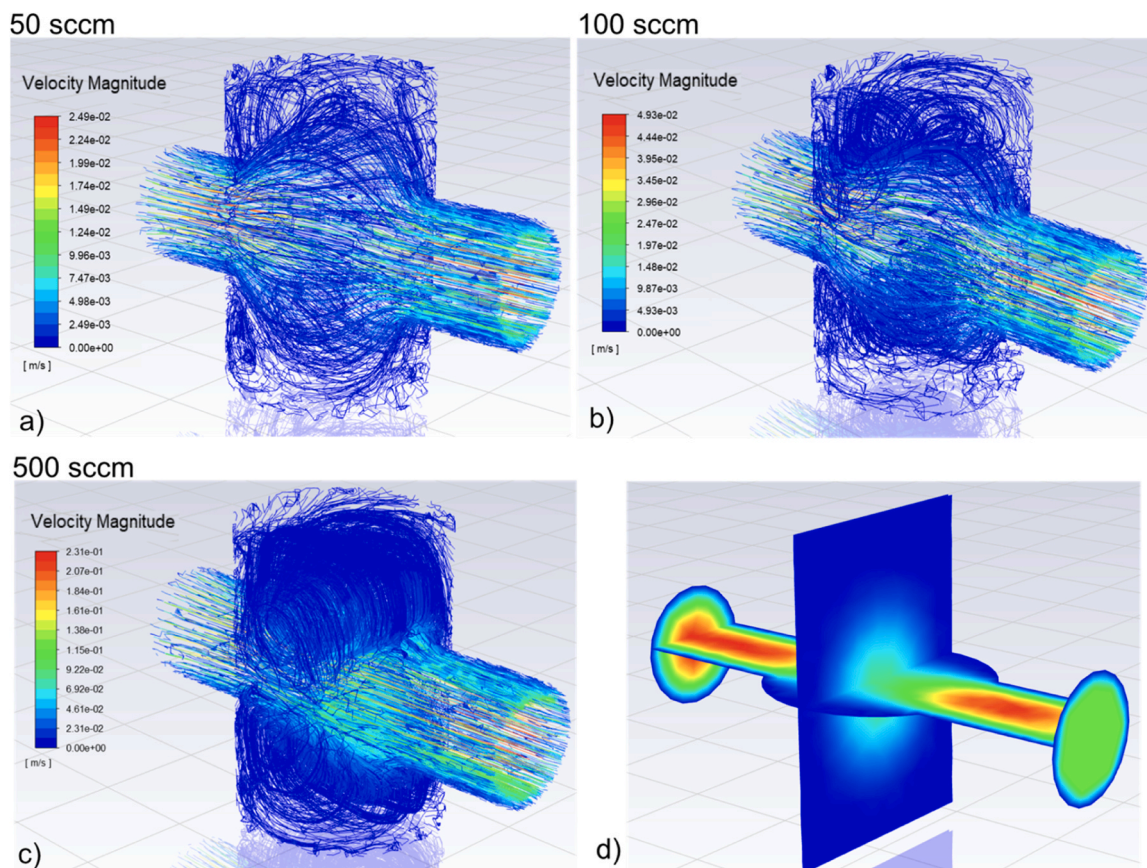 50 sccm
Velocity Magnitude
2.49e-02
2.24e-02
1.99e-02
1.74e-02
1.49e-02
1.24e-02
9.96e-03
7.47e-03
4.98e-03
2.49e-03
0.00e+00
[ m/s ]
a)
100 sccm
Velocity Magnitude
4.93e-02
4.44e-02
3.95e-02
3.45e-02
2.96e-02
2.47e-02
1.97e-02
1.48e-02
9.87e-03
4.93e-03
0.00e+00
[ m/s ]
b)
500 sccm
Velocity Magnitude
2.31e-01
2.07e-01
1.84e-01
1.61e-01
1.38e-01
1.15e-01
9.22e-02
6.92e-02
4.61e-02
2.31e-02
0.00e+00
[ m/s ]
c)
d)